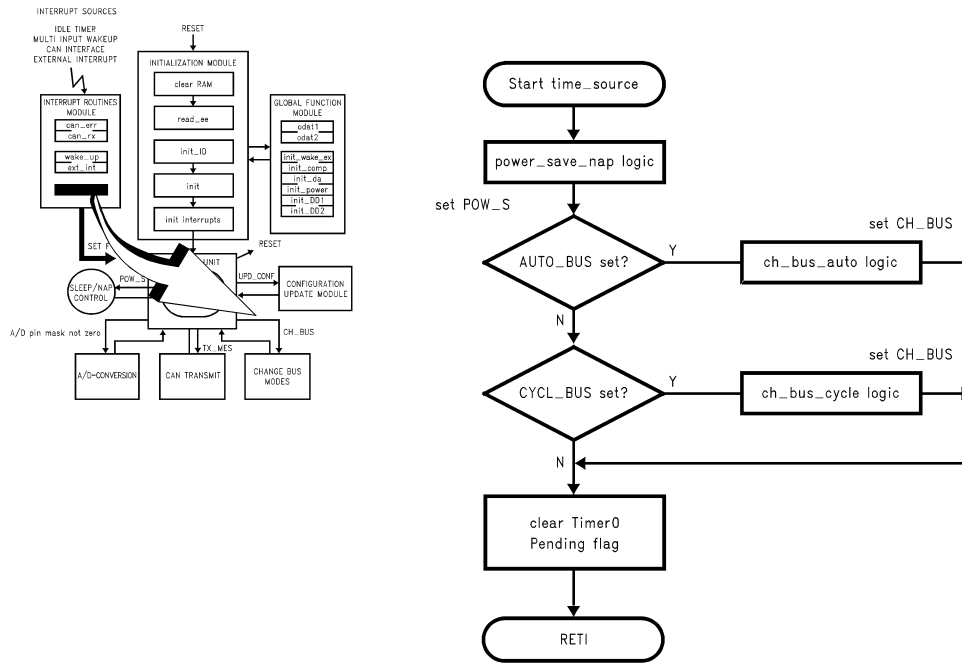 INTERRUPT SOURCES
IDLE TIMER
MULTI INPUT WAKEUP
CAN INTERFACE
EXTERNAL INTERRUPT
RESET
INITIALIZATION MODULE
clear RAM
read_ee
init_ID
init
init interrupts
INTERRUPT ROUTINES
MODULE
can_err
can_rx
wake_up
ext_int
GLOBAL FUNCTION
MODULE
odat1
odat2
init_wake_ex
init_comp
init_da
init_power
init_DD1
init_DD2
SET
UNIT
RESET
POW_S
UPD_CONF
SLEEP/NAP
CONTROL
CONFIGURATION
UPDATE MODULE
A/D pin mask not zero
CH_BUS
TX_MES
A/D-CONVERSION
CAN TRANSMIT
CHANGE BUS
MODES
Start time_source
power_save_nap logic
set POW_S
AUTO_BUS set?
Y
set CH_BUS
ch_bus_auto logic
N
CYCL_BUS set?
Y
set CH_BUS
ch_bus_cycle logic
N
clear Timer0
Pending flag
RETI